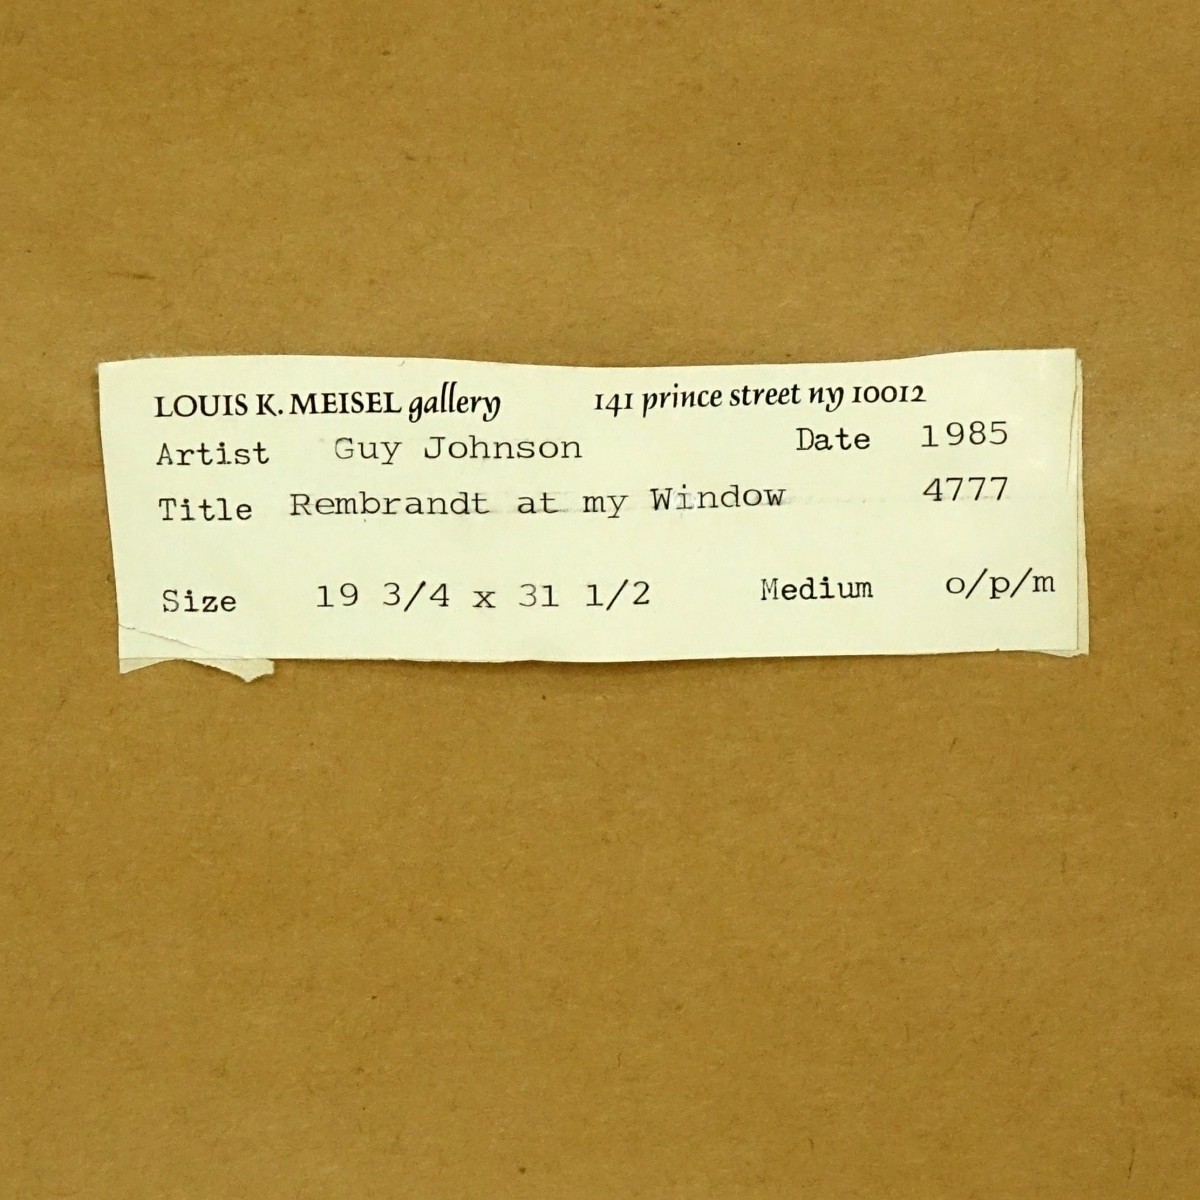 LOUIS K. MEISEL gallery 141 prince street ny 10012
Artist Guy Johnson Date 1985
Title Rembrandt at my Window 4777
Size 19 3/4 x 31 1/2 Medium o/p/m